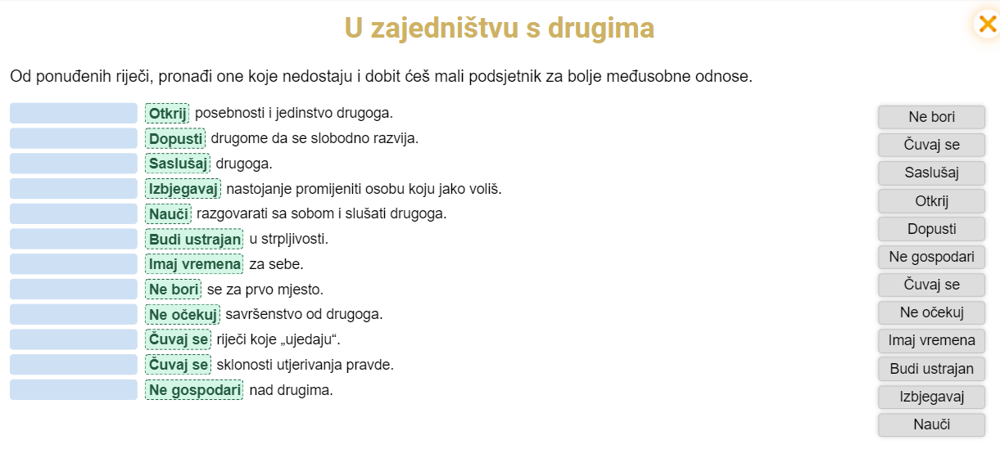 U zajedništvu s drugima
Od ponuđenih riječi, pronađi one koje nedostaju i dobit ćeš mali podsjetnik za bolje međusobne odnose.
Otkrij posebnosti i jedinstvo drugoga.
Dopusti drugome da se slobodno razvija.
Saslušaj drugoga.
Izbjegavaj nastojanje promijeniti osobu koju jako voliš.
Nauči razgovarati sa sobom i slušati drugoga.
Budi ustrajan u strpljivosti.
Imaj vremena za sebe.
Ne bori se za prvo mjesto.
Ne očekuj savršenstvo od drugoga.
Čuvaj se riječi koje „ujedaju“.
Čuvaj se sklonosti utjerivanja pravde.
Ne gospodari nad drugima.
Ne bori
Čuvaj se
Saslušaj
Otkrij
Dopusti
Ne gospodari
Čuvaj se
Ne očekuj
Imaj vremena
Budi ustrajan
Izbjegavaj
Nauči